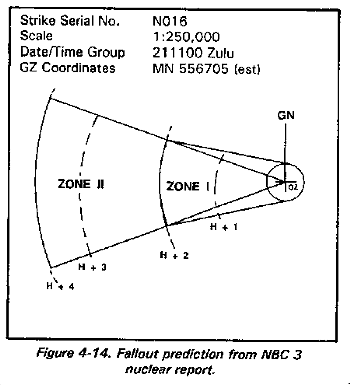 Strike Serial No. N016
Scale 1:250,000
Date/Time Group 211100 Zulu
GZ Coordinates MN 556705 (est)
GN
ZONE II
ZONE I
GZ
H + 1
H + 2
H + 3
H + 4
Figure 4-14. Fallout prediction from NBC 3
nuclear report.